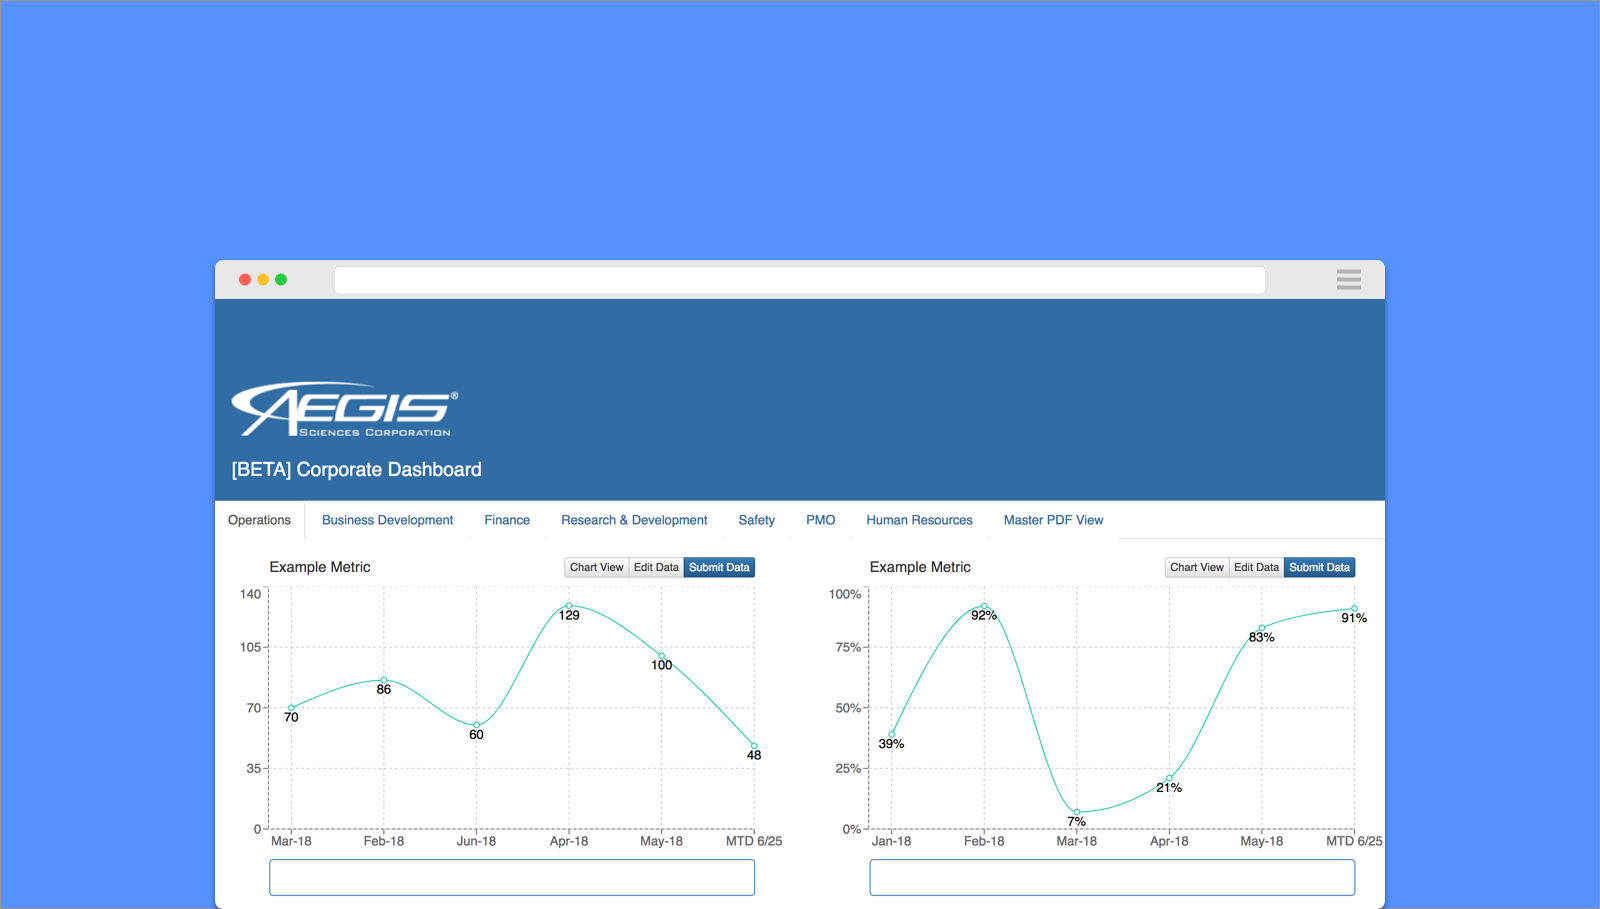 AEGIS®
SCIENCES CORPORATION
[BETA] Corporate Dashboard
Operations Business Development Finance Research & Development Safety PMO Human Resources Master PDF View
Example Metric Chart View Edit Data Submit Data
140
105
70
35
0
129
100
86
70
60
48
Mar-18 Feb-18 Jun-18 Apr-18 May-18 MTD 6/25
Example Metric Chart View Edit Data Submit Data
100%
75%
50%
25%
0%
92%
91%
83%
39%
21%
7%
Jan-18 Feb-18 Mar-18 Apr-18 May-18 MTD 6/25